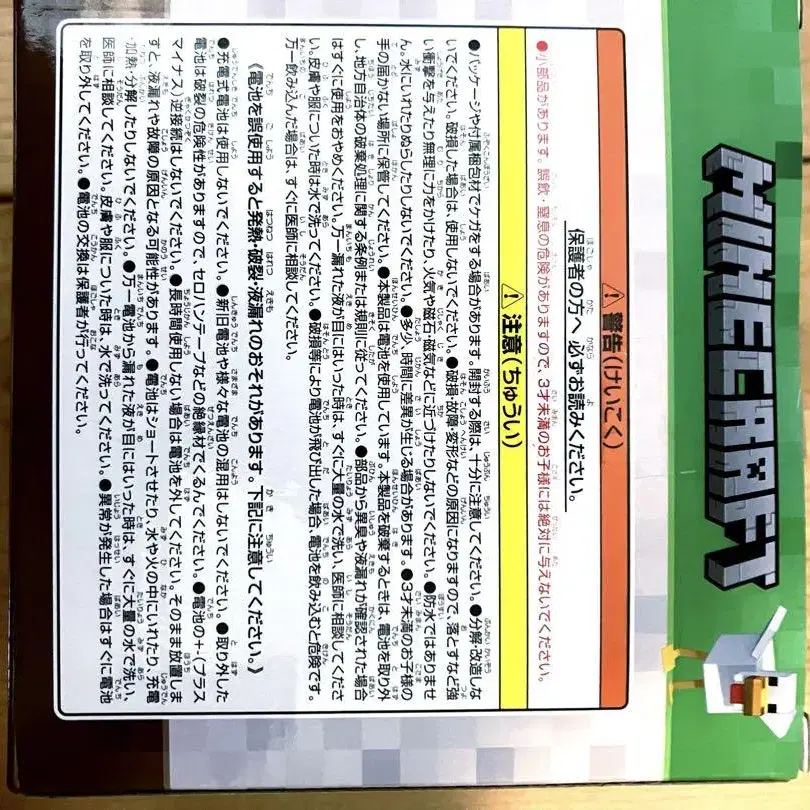 MINECRAFT
警告(けいこく)
保護者の方へ 必ずお読みください。
●小部品があります。誤飲・窒息の危険がありますので、3才未満のお子様には絶対に与えないでください。
注意(ちゅうい)
●パッケージや付属梱包材でケガをする場合があります。開封する際は、十分に注意してください。●分解・改造しな
いでください。破損した場合は、使用しないでください。●破損・故障・変形などの原因になりますので、落とすなど強
い衝撃を与えたり無理に力をかけたり、火気や磁石・磁気などに近づけたりしないでください。●防水ではありませ
ん。水にいれたりぬらしたりしないでください。●多少、時間に差異が生じる場合があります。●3才未満のお子様の
手の届かない場所に保管してください。●本製品は電池を使用しています。本製品を破棄するときは、電池を取り外
し、地方自治体の破棄処理に関する条例または規則に従ってください。●部品から異臭や液漏れが確認された場合
はすぐに使用をおやめください。万一漏れた液が目にはいった時は、すぐに大量の水で洗い、医師に相談してくださ
い。皮膚や服についた時は水で洗ってください。●破損等により電池が飛び出した場合、電池を飲み込むと危険です。
万一飲み込んだ場合は、すぐに医師に相談してください。
《電池を誤使用すると発熱・破裂・液漏れのおそれがあります。下記に注意してください。》
●充電式電池は使用しないでください。●新旧電池や様々な電池の混用はしないでください。●取り外した
電池は破裂の危険性がありますので、セロハンテープなどの絶縁材でくるんでください。●電池の+・-(プラス
マイナス)逆接続はしないでください。●長時間使用しない場合は電池を外してください。そのまま放置しま
すと、液漏れや故障の原因となる可能性があります。●電池はショートさせたり、水や火の中にいれたり、充電
・加熱・分解したりしないでください。●万一電池から漏れた液が目にはいった時は、すぐに大量の水で洗い、
医師に相談してください。皮膚や服についた時は、水で洗ってください。●異常が発生した場合はすぐに電池
を取り外してください。●電池の交換は保護者が行ってください。